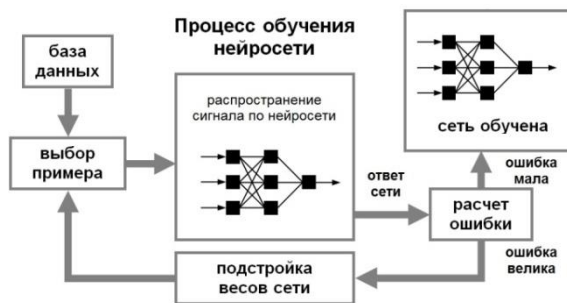 Процесс обучения
нейросети
база
данных
выбор
примера
распространение
сигнала по нейросети
ответ
сети
расчет
ошибки
ошибка
мала
сеть обучена
ошибка
велика
подстройка
весов сети